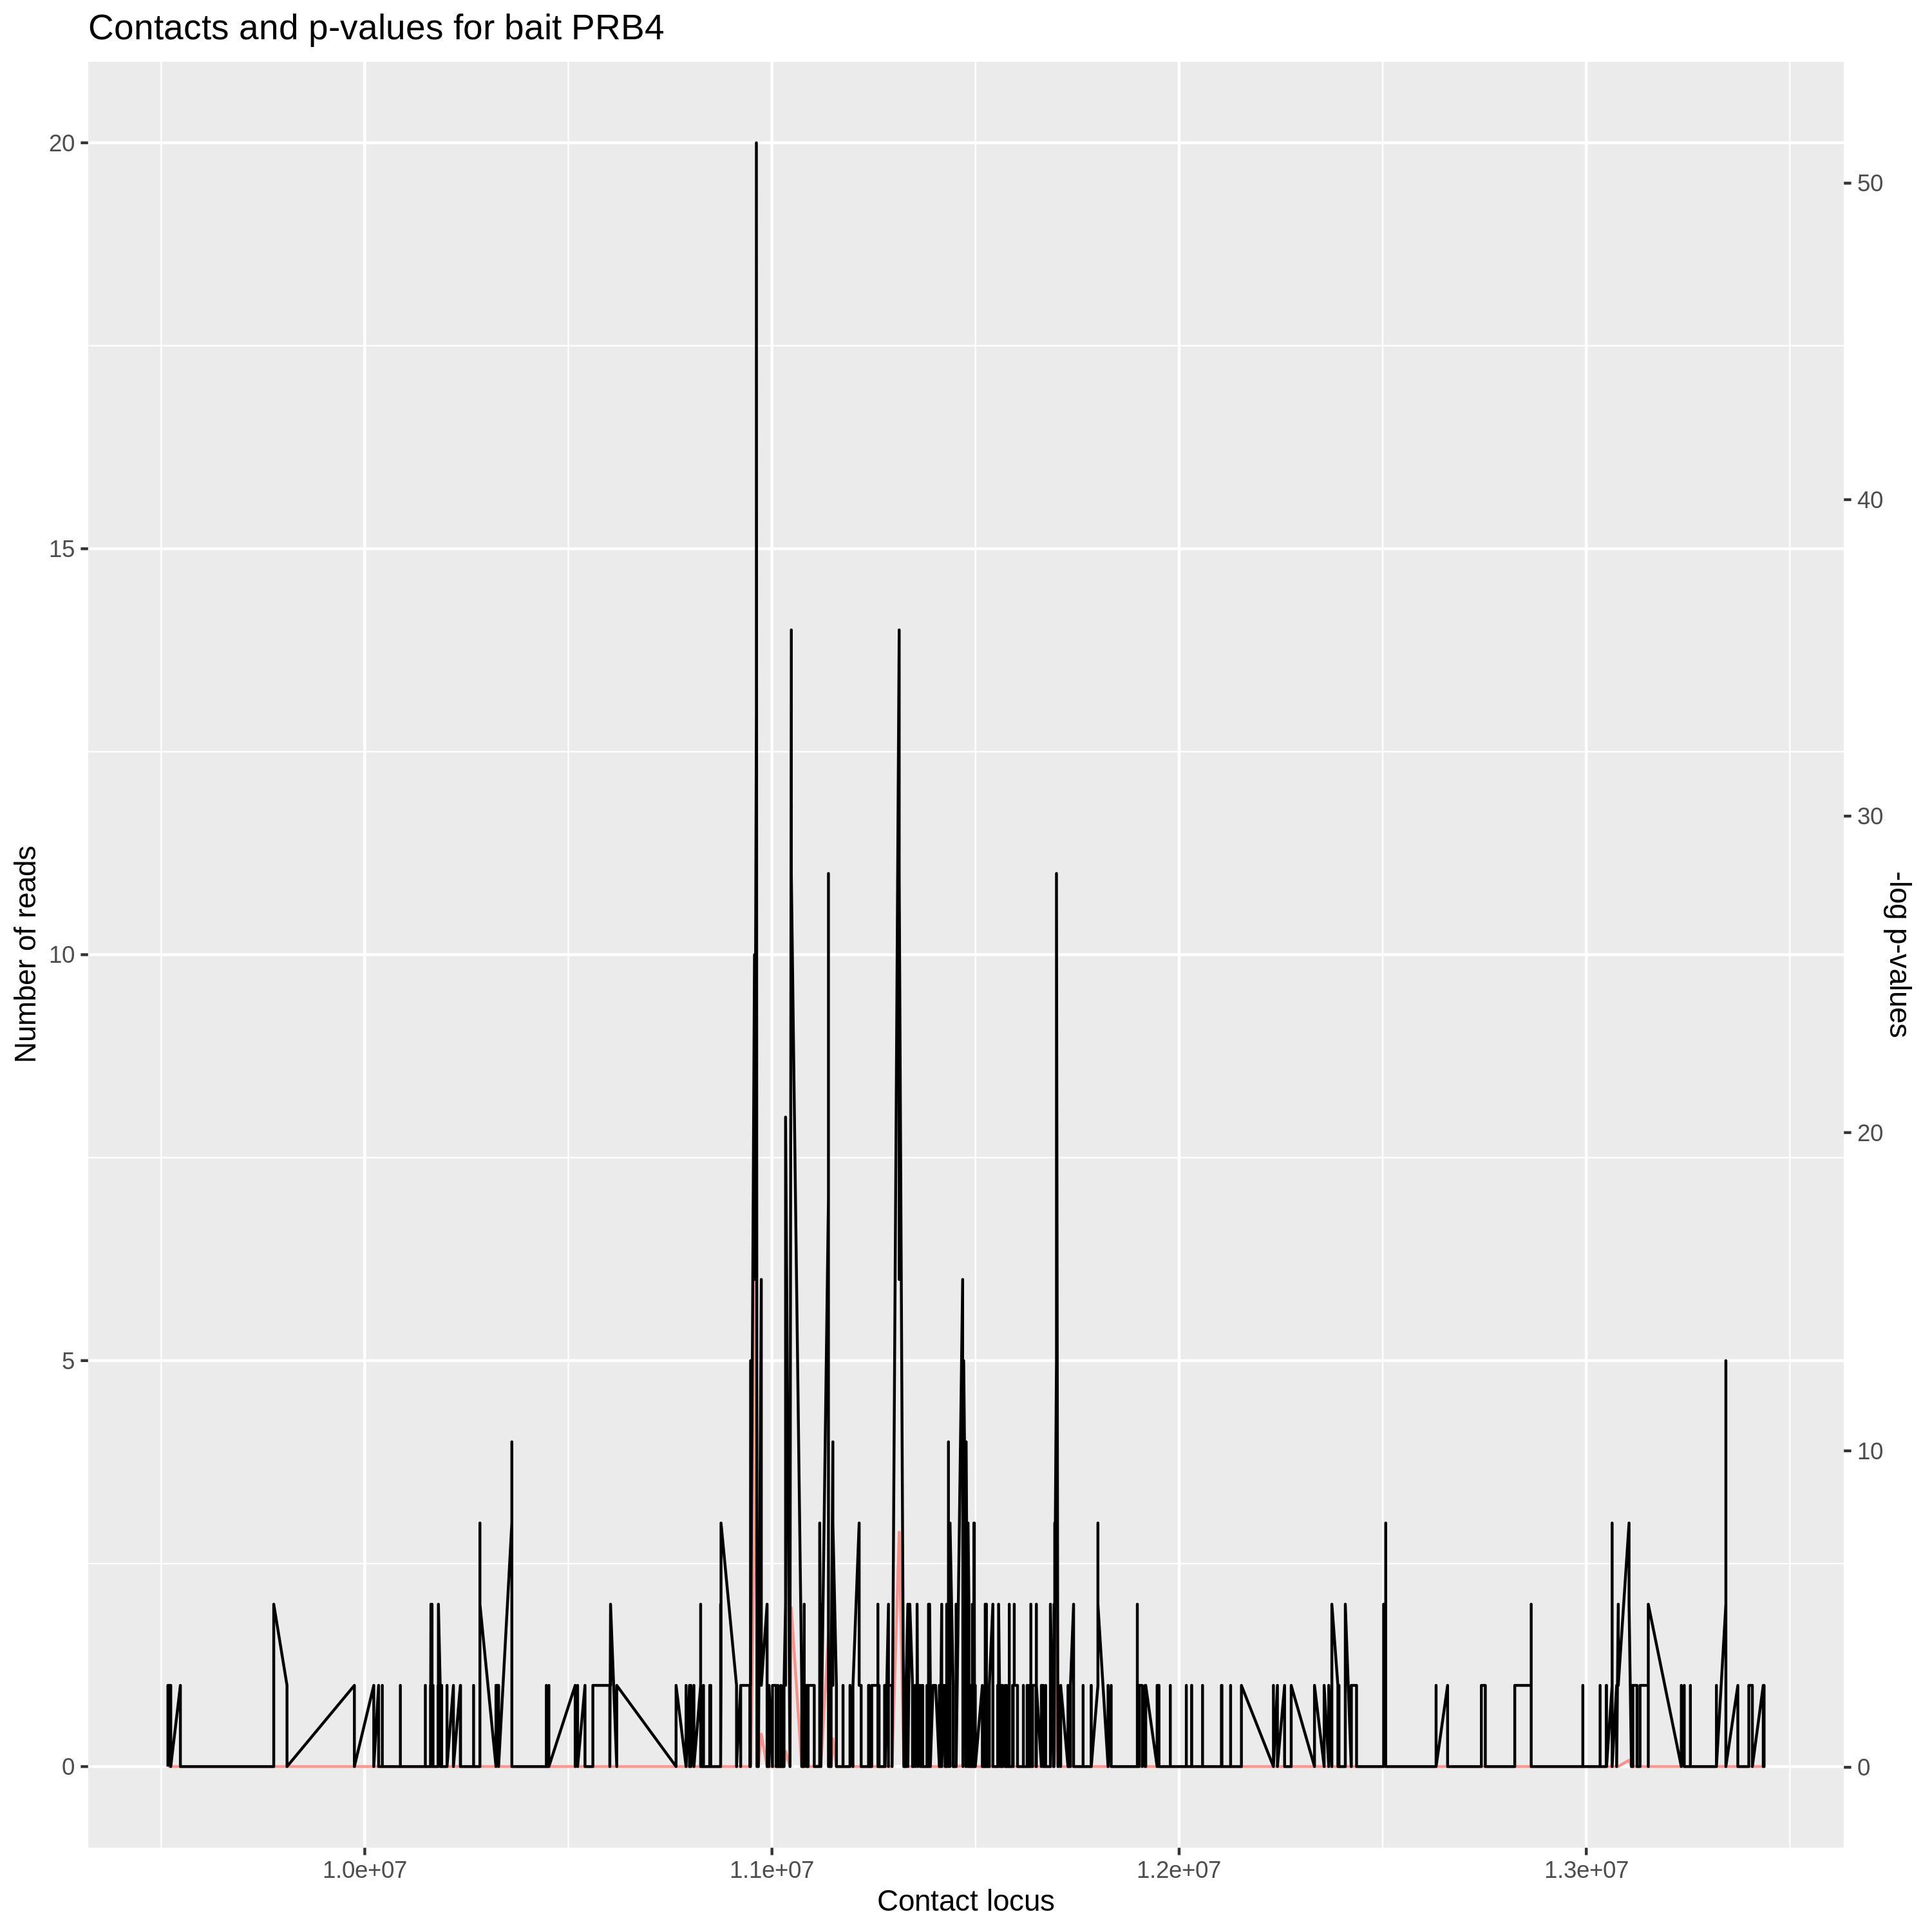 Contacts and p-values for bait PRB4
20
15
10
5
0
Number of reads
50
40
30
20
10
0
-log p-values
1.0e+07 1.1e+07 1.2e+07 1.3e+07
Contact locus